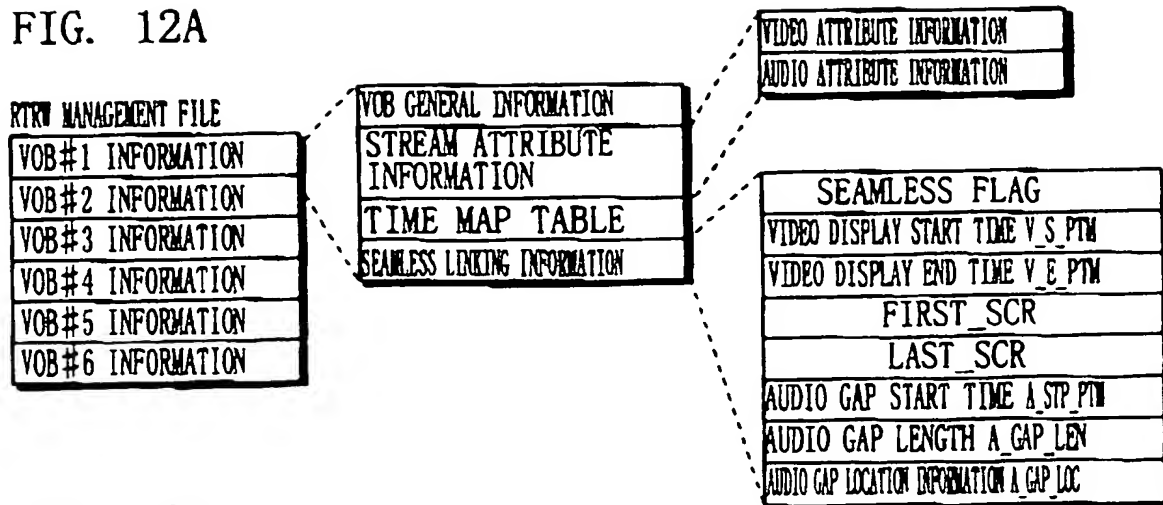 FIG. 12A
RTRW MANAGEMENT FILE
VOB#1 INFORMATION
VOB#2 INFORMATION
VOB#3 INFORMATION
VOB#4 INFORMATION
VOB#5 INFORMATION
VOB#6 INFORMATION
VOB GENERAL INFORMATION
STREAM ATTRIBUTE
INFORMATION
TIME MAP TABLE
SEAMLESS LINKING INFORMATION
VIDEO ATTRIBUTE INFORMATION
AUDIO ATTRIBUTE INFORMATION
SEAMLESS FLAG
VIDEO DISPLAY START TIME V_S_PTM
VIDEO DISPLAY END TIME V_E_PTM
FIRST_SCR
LAST_SCR
AUDIO GAP START TIME A_STP_PTM
AUDIO GAP LENGTH A_GAP_LEN
AUDIO GAP LOCATION INFORMATION A_GAP_LOC